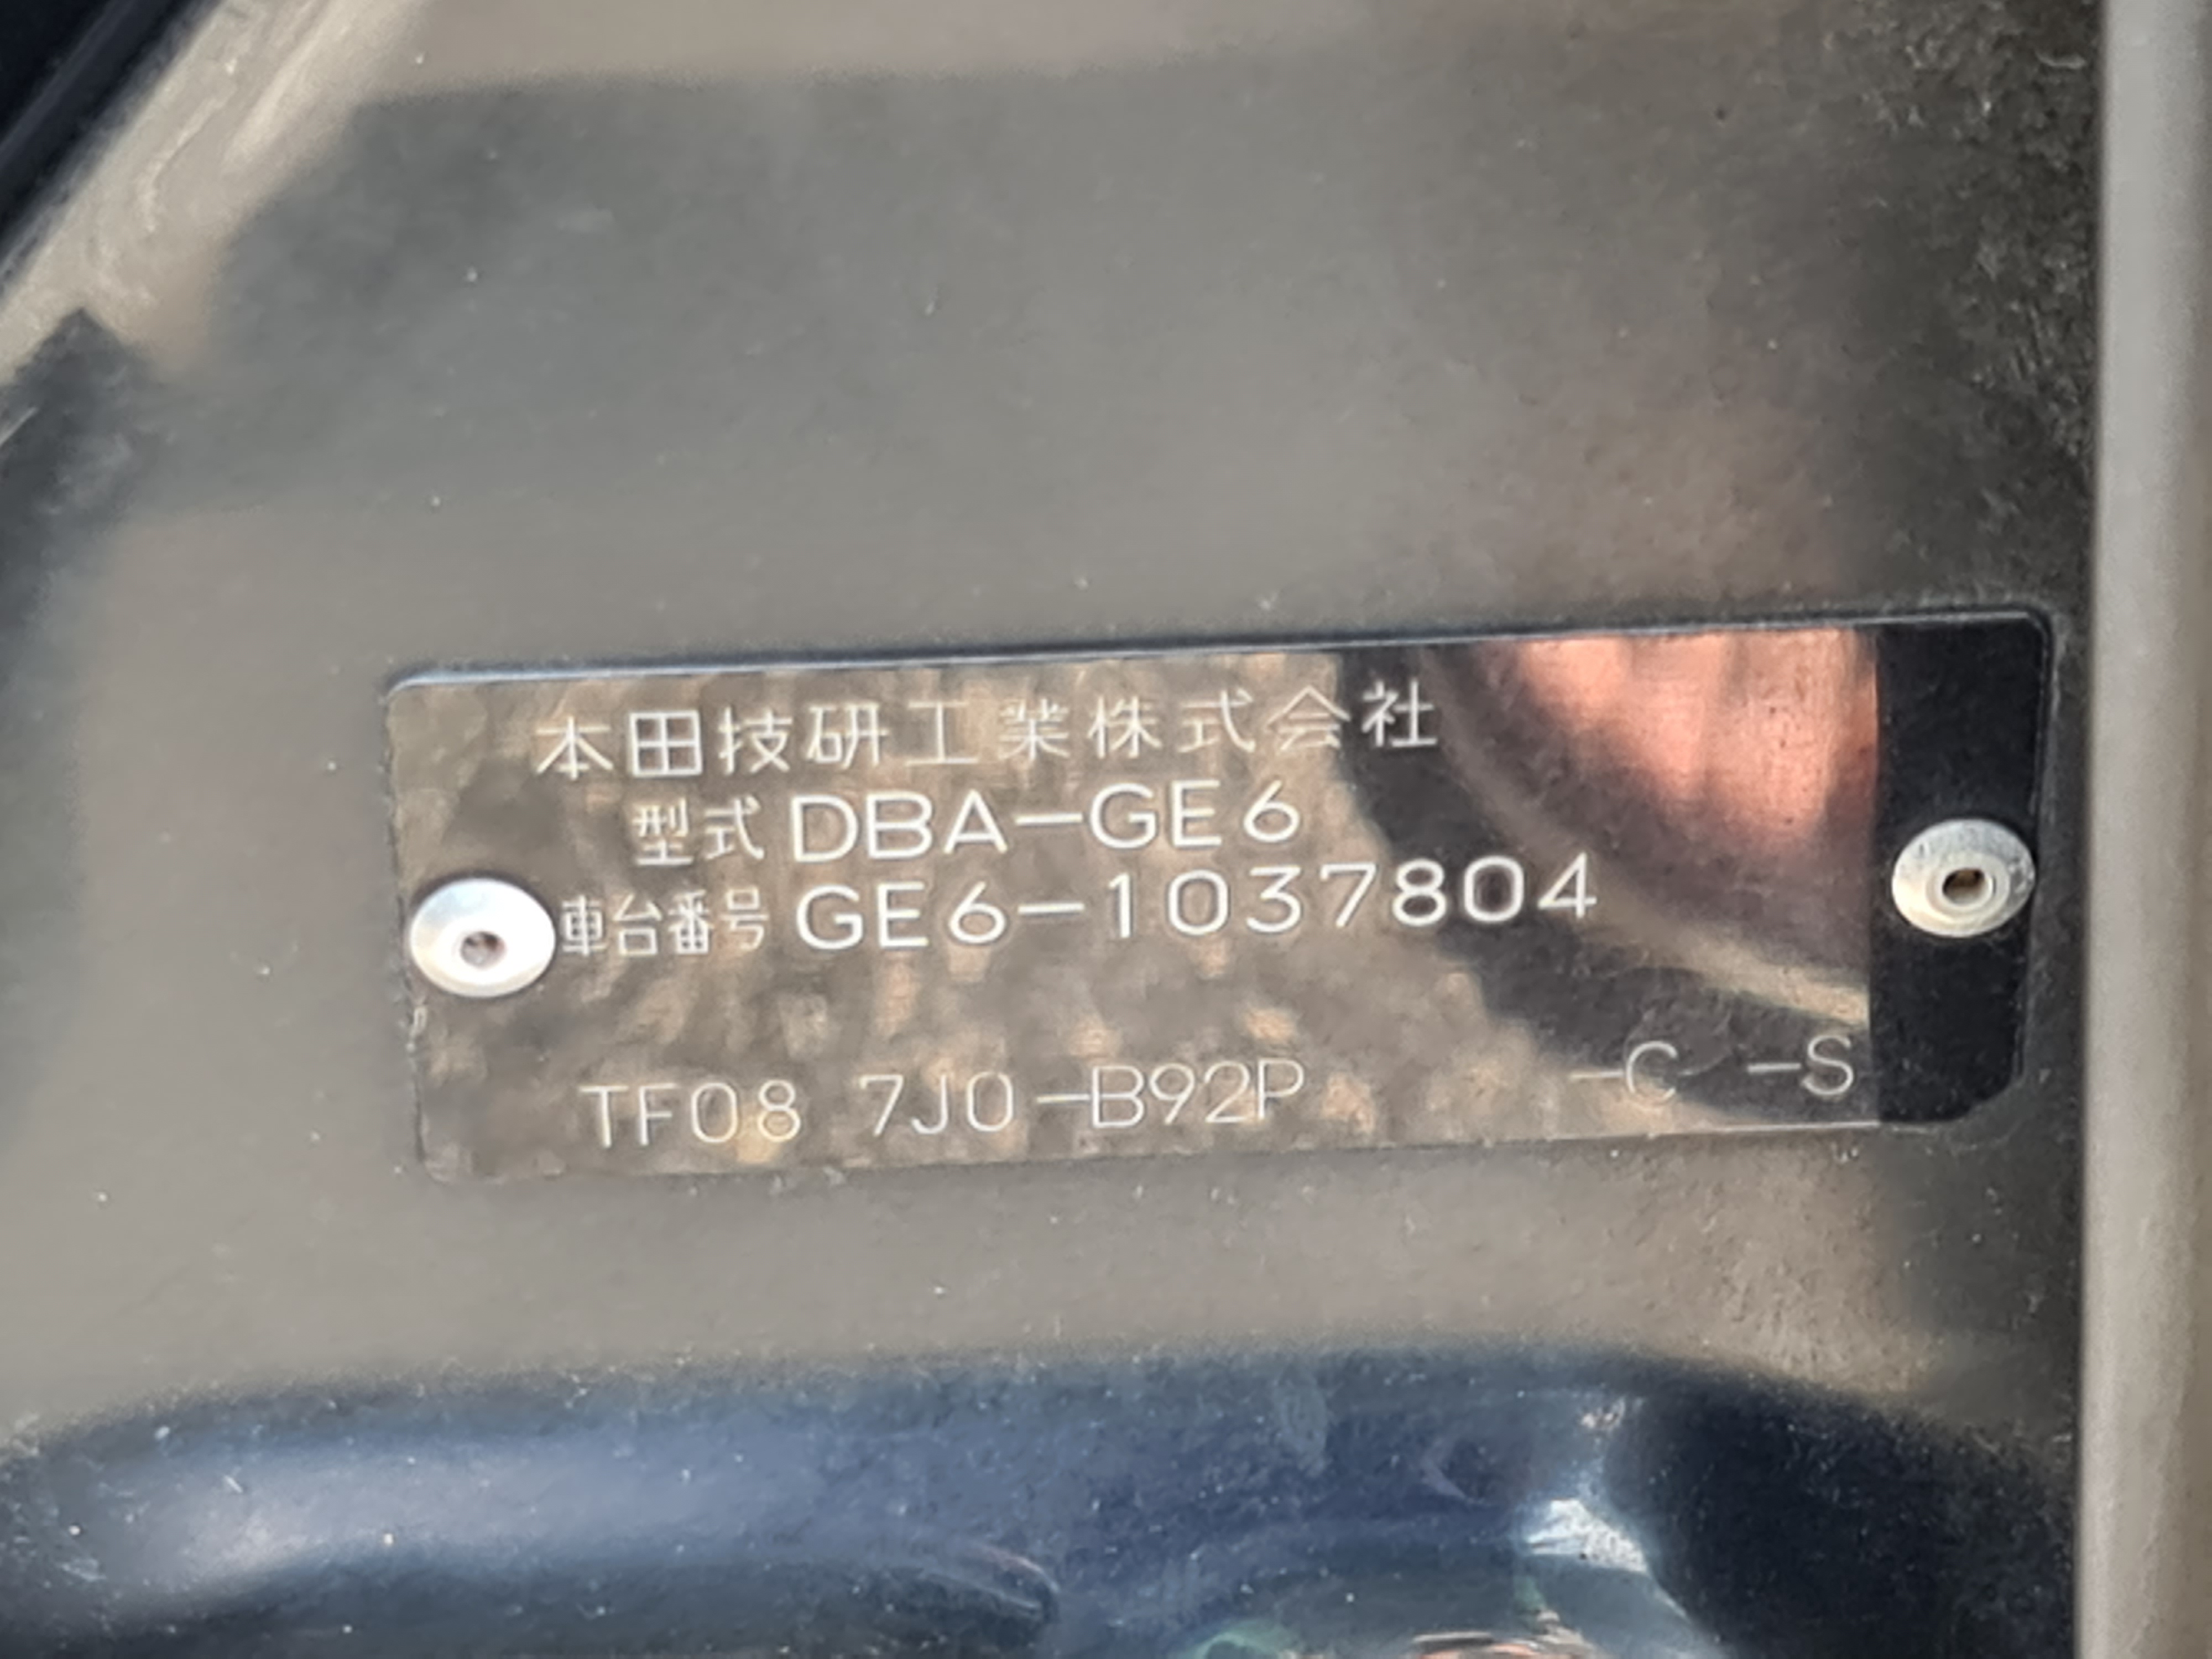 本田技研工業株式会社
型式 DBA-GE6
車台番号 GE6-1037804
TF08 7J0-B92P -C -S